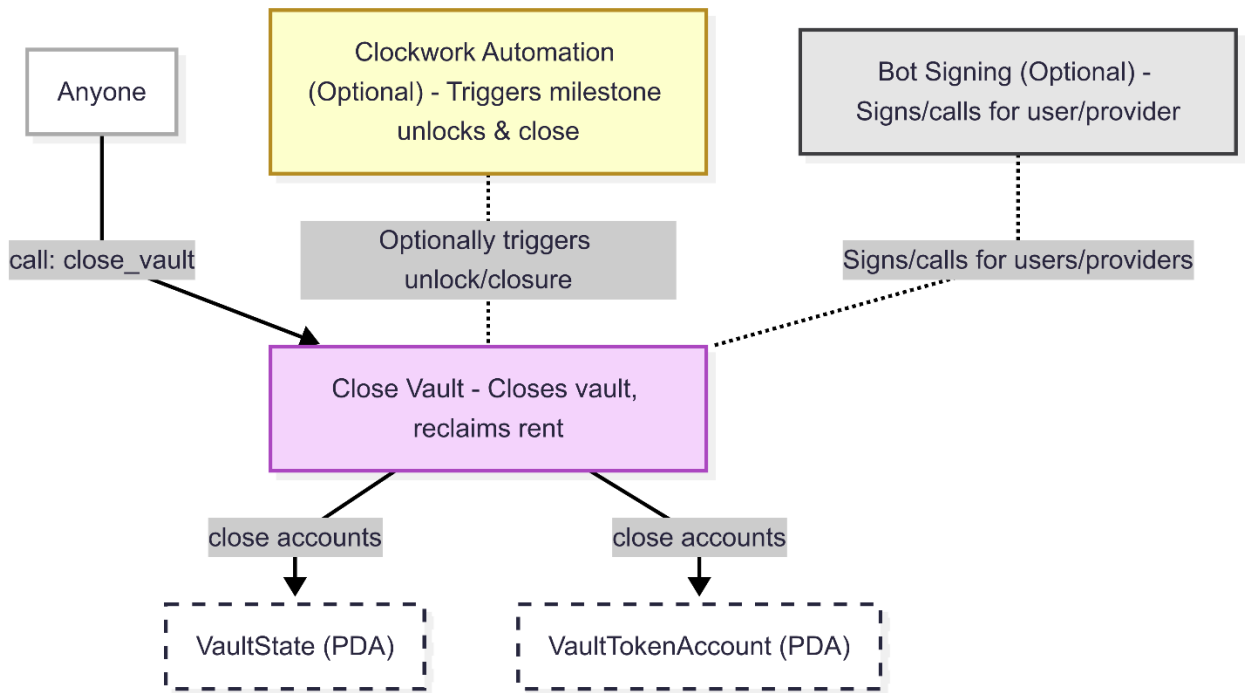 Anyone
Clockwork Automation
(Optional) - Triggers milestone
unlocks & close
Bot Signing (Optional) -
Signs/calls for user/provider
call: close_vault
Optionally triggers
unlock/closure
Signs/calls for users/providers
Close Vault - Closes vault,
reclaims rent
close accounts
close accounts
VaultState (PDA)
VaultTokenAccount (PDA)